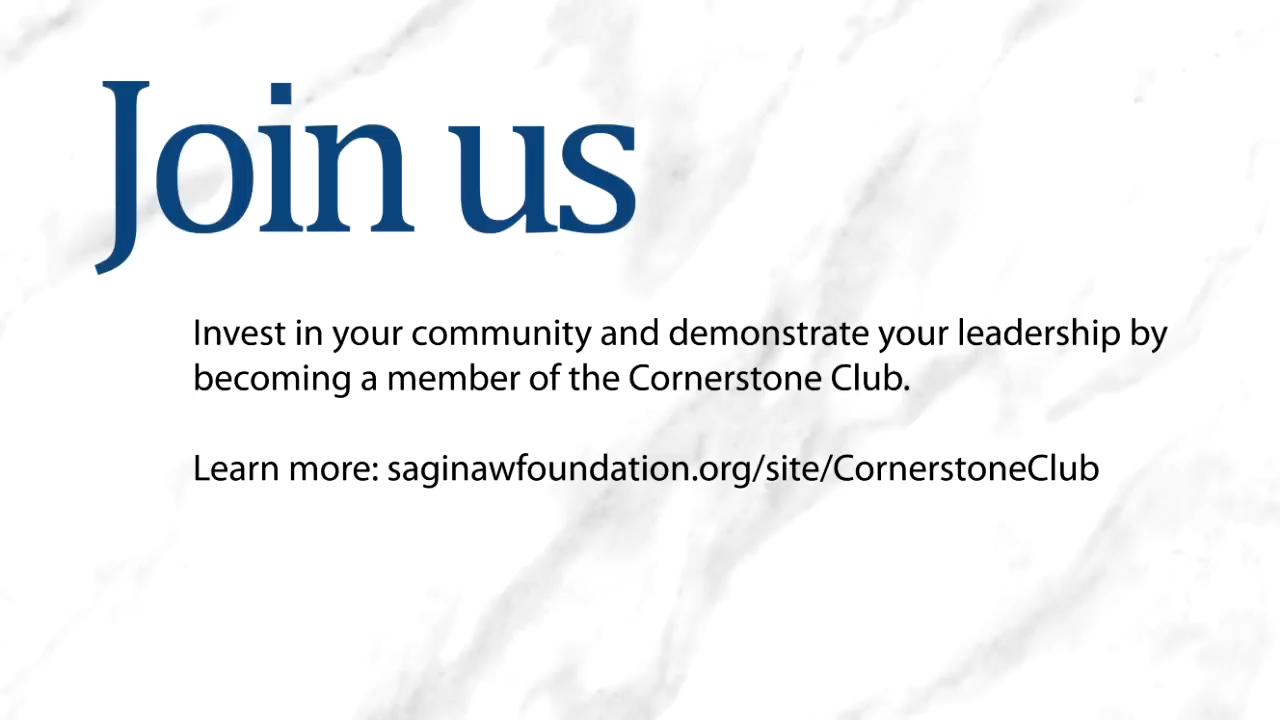 Join us
Invest in your community and demonstrate your leadership by
becoming a member of the Cornerstone Club.
Learn more: saginawfoundation.org/site/CornerstoneClub